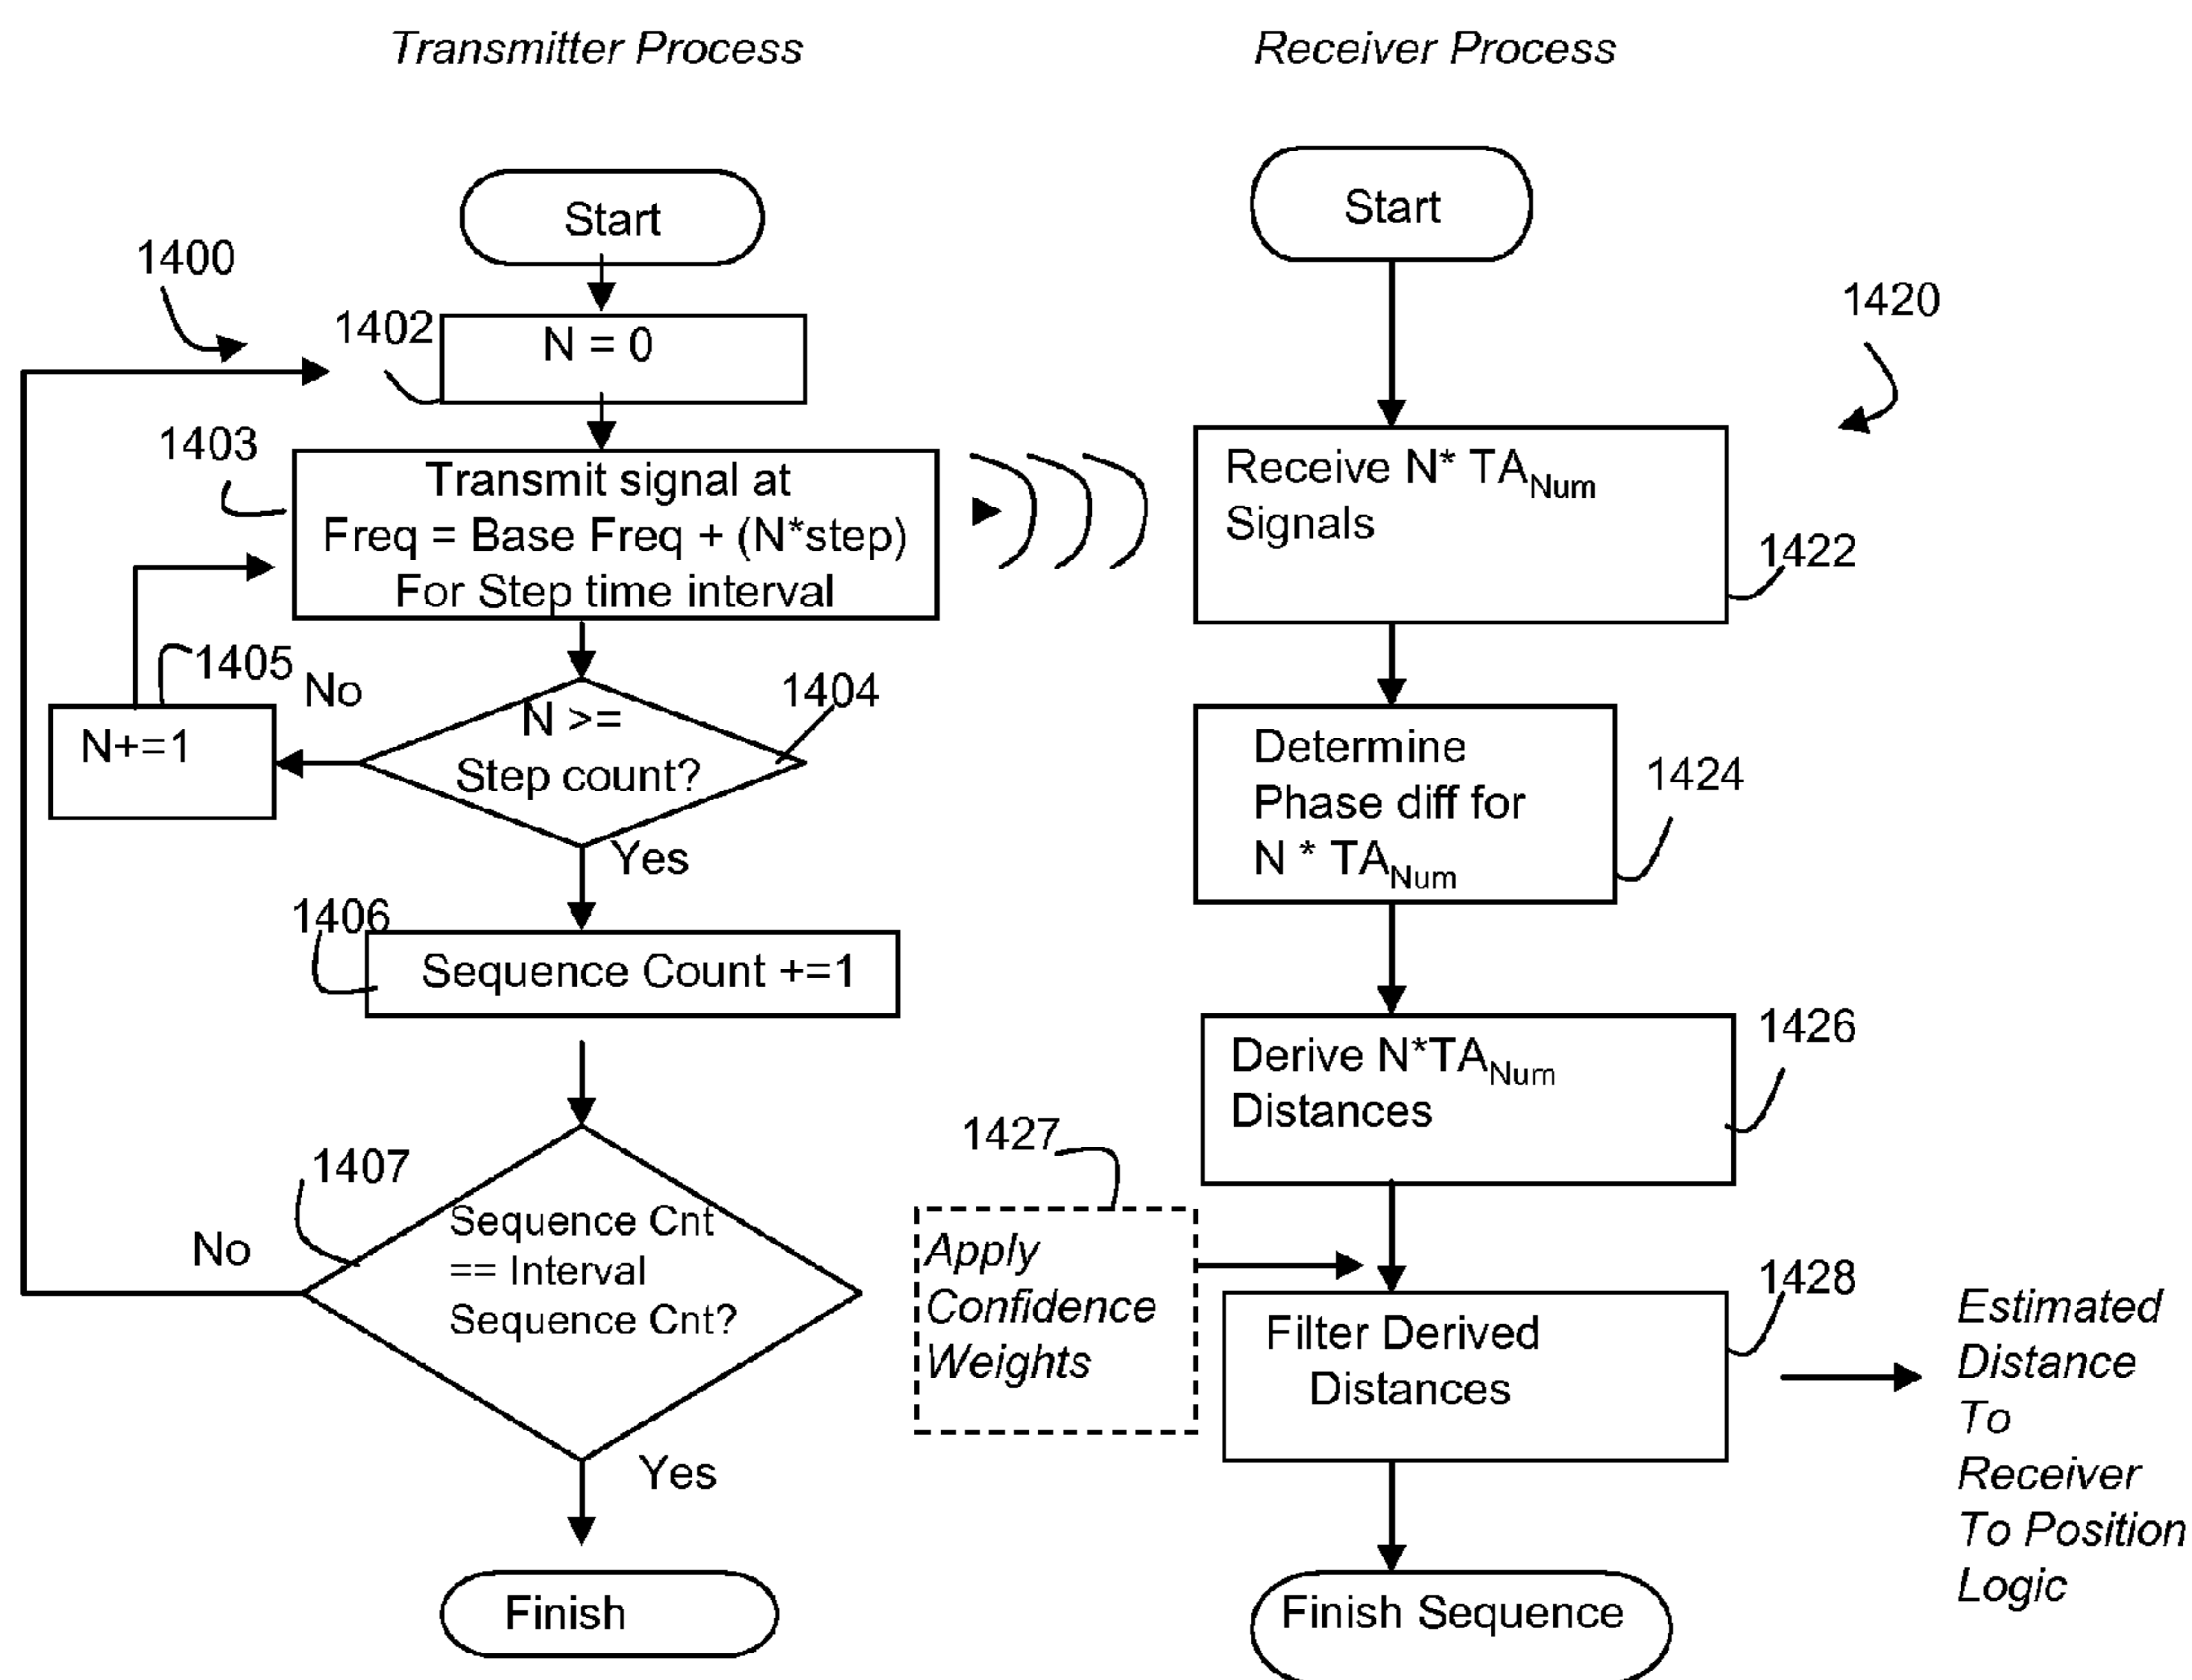 Transmitter Process
Start
1400
1402
N = 0
1403
Transmit signal at
Freq = Base Freq + (N*step)
For Step time interval
1405
No
N+=1
1404
N >=
Step count?
Yes
1406
Sequence Count +=1
1407
No
Sequence Cnt
== Interval
Sequence Cnt?
Yes
Finish
Receiver Process
Start
1420
Receive N* TANum
Signals
1422
Determine
Phase diff for
N * TANum
1424
Derive N*TANum
Distances
1426
1427
Apply
Confidence
Weights
Filter Derived
Distances
1428
Estimated
Distance
To
Receiver
To Position
Logic
Finish Sequence